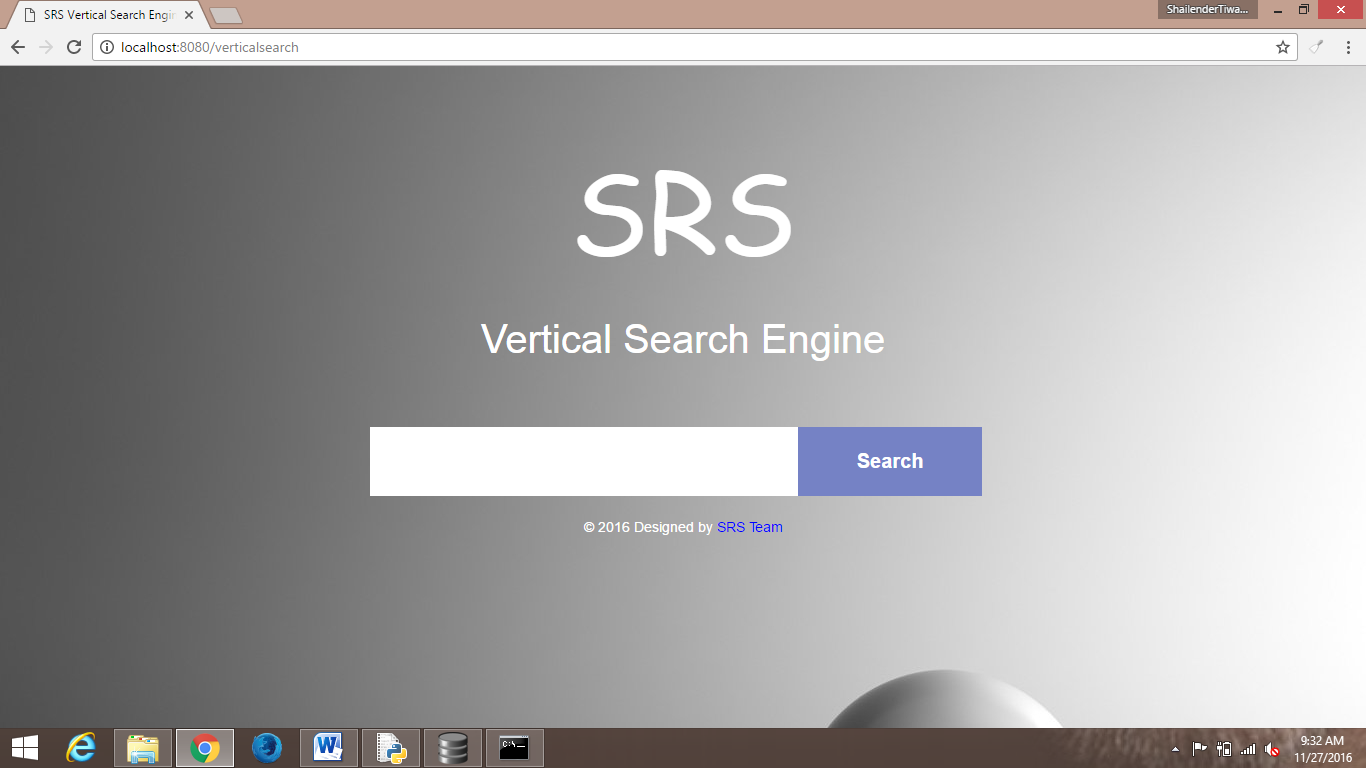 SRS Vertical Search Engin
ShailenderTiwa...
localhost:8080/verticalsearch
SRS
Vertical Search Engine
Search
© 2016 Designed by SRS Team
C:\
9:32 AM
11/27/2016